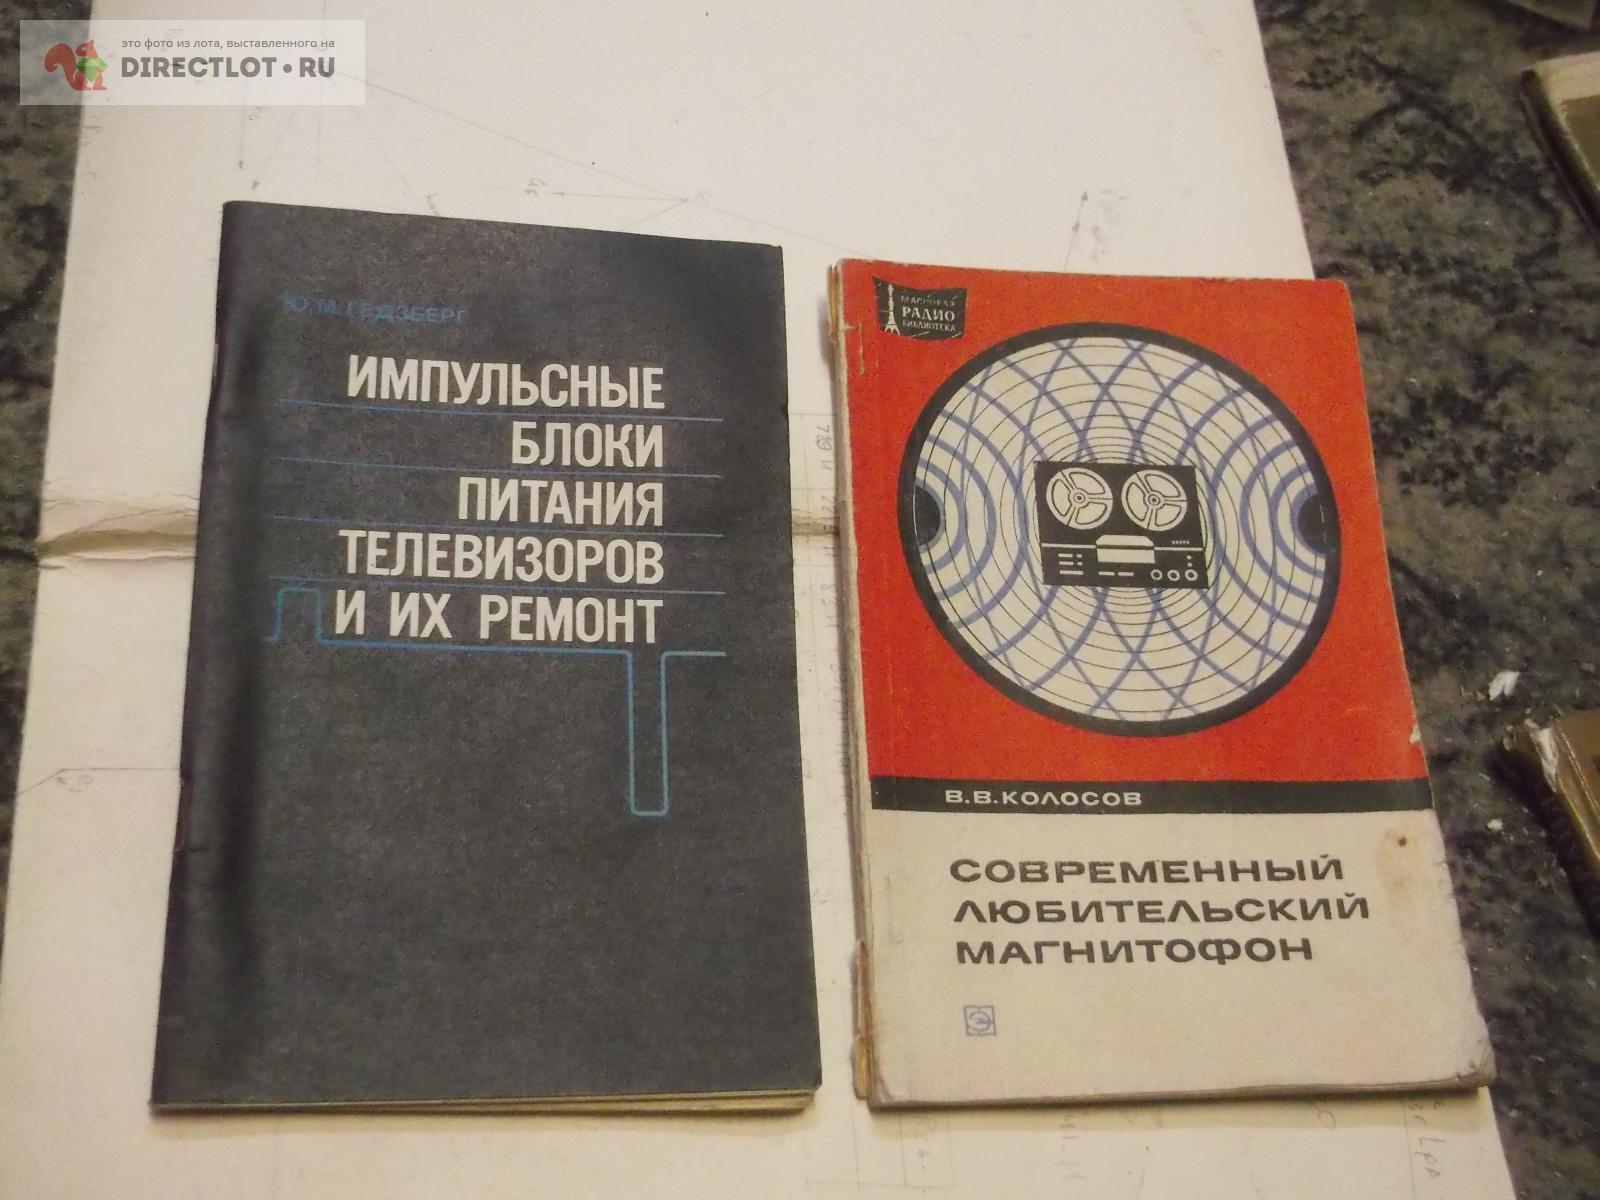 это фото из лота, выставленного на
DIRECTLOT•RU
Ю. М. ГЕДЗБЕРГ
ИМПУЛЬСНЫЕ
БЛОКИ
ПИТАНИЯ
ТЕЛЕВИЗОРОВ
И ИХ РЕМОНТ
МАССОВАЯ
РАДИО
БИБЛИОТЕКА
В.В.КОЛОСОВ
СОВРЕМЕННЫЙ
ЛЮБИТЕЛЬСКИЙ
МАГНИТОФОН